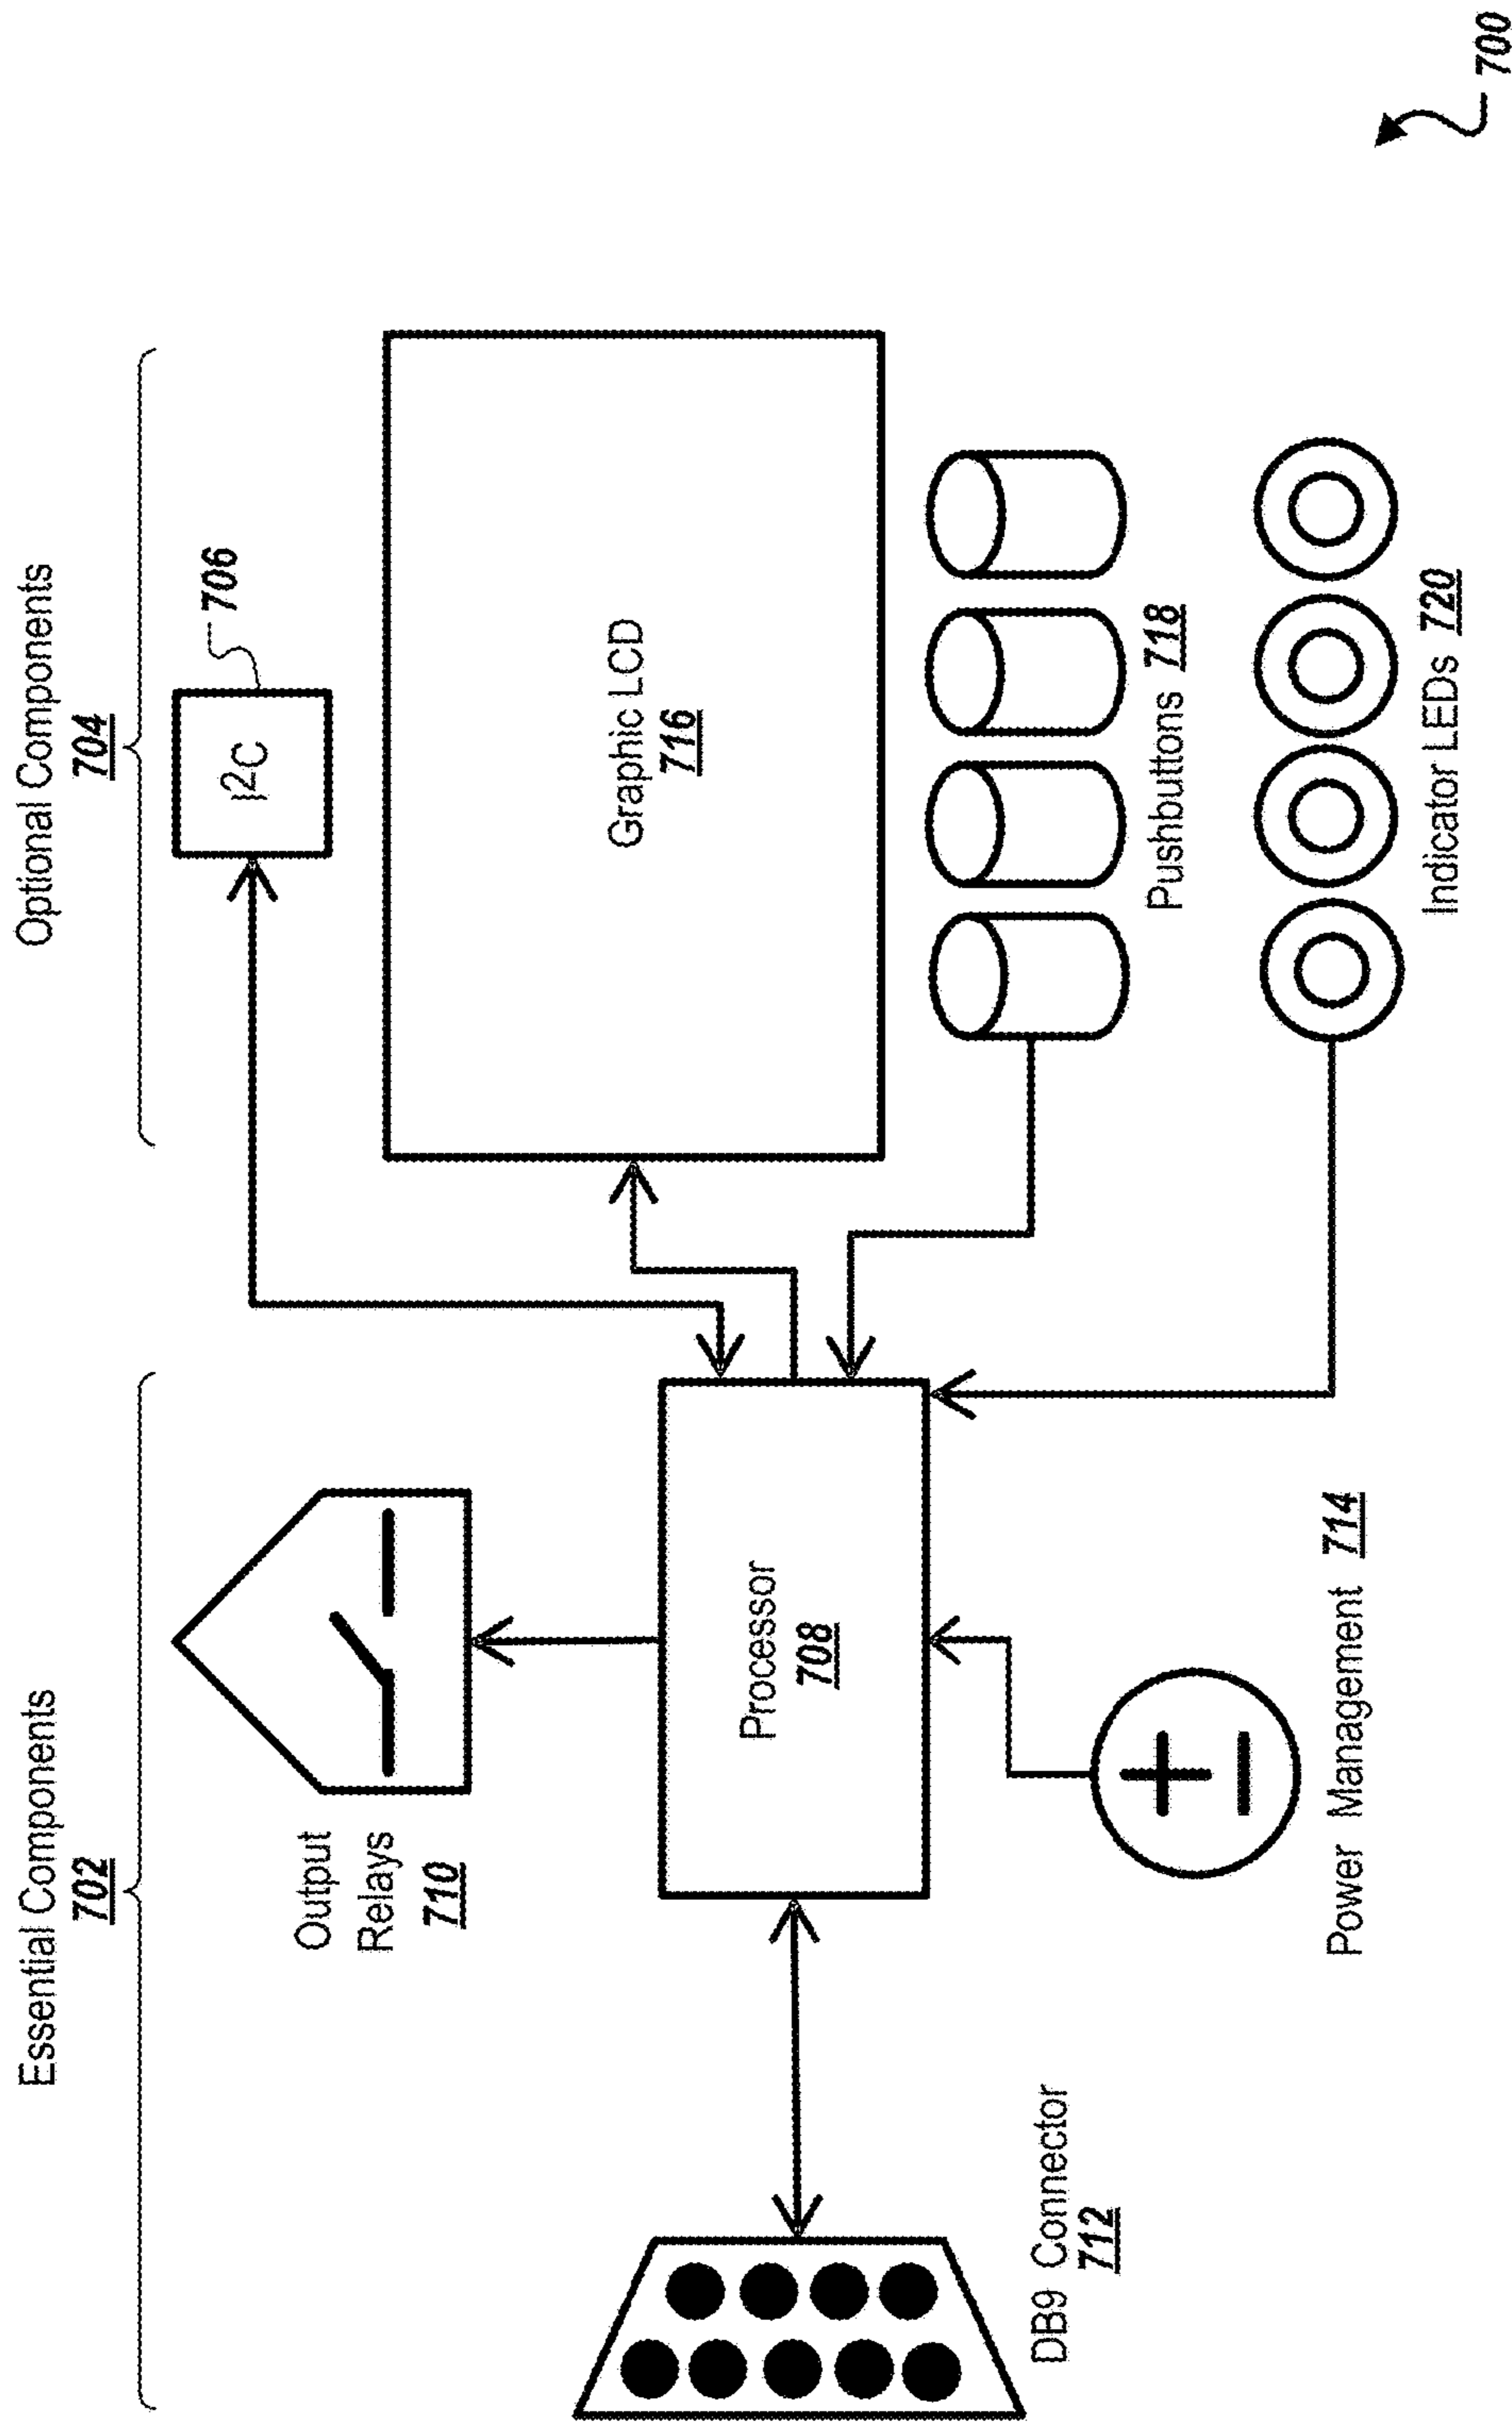 Essential Components
702
Optional Components
704
Output
Relays
710
I²C
706
Processor
708
Graphic LCD
716
DB9 Connector
712
Power Management 714
Pushbuttons 718
Indicator LEDs 720
700